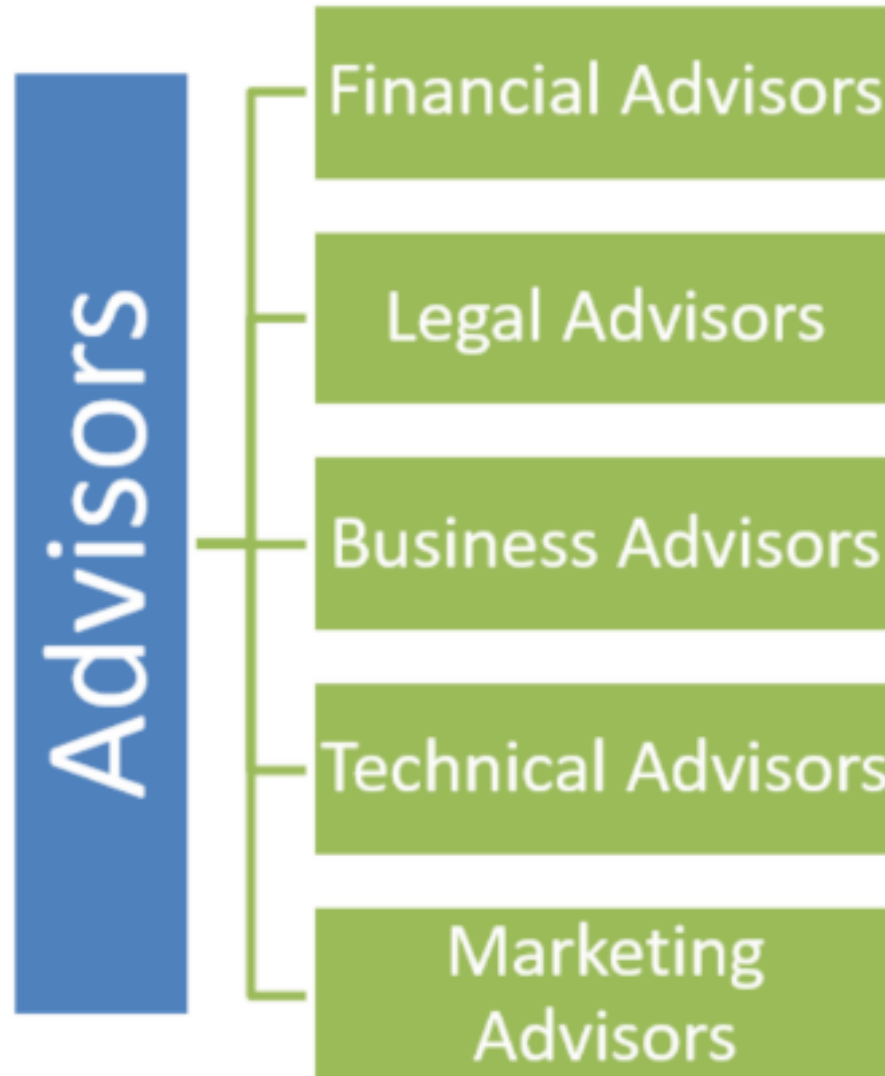 Advisors
Financial Advisors
Legal Advisors
Business Advisors
Technical Advisors
Marketing
Advisors